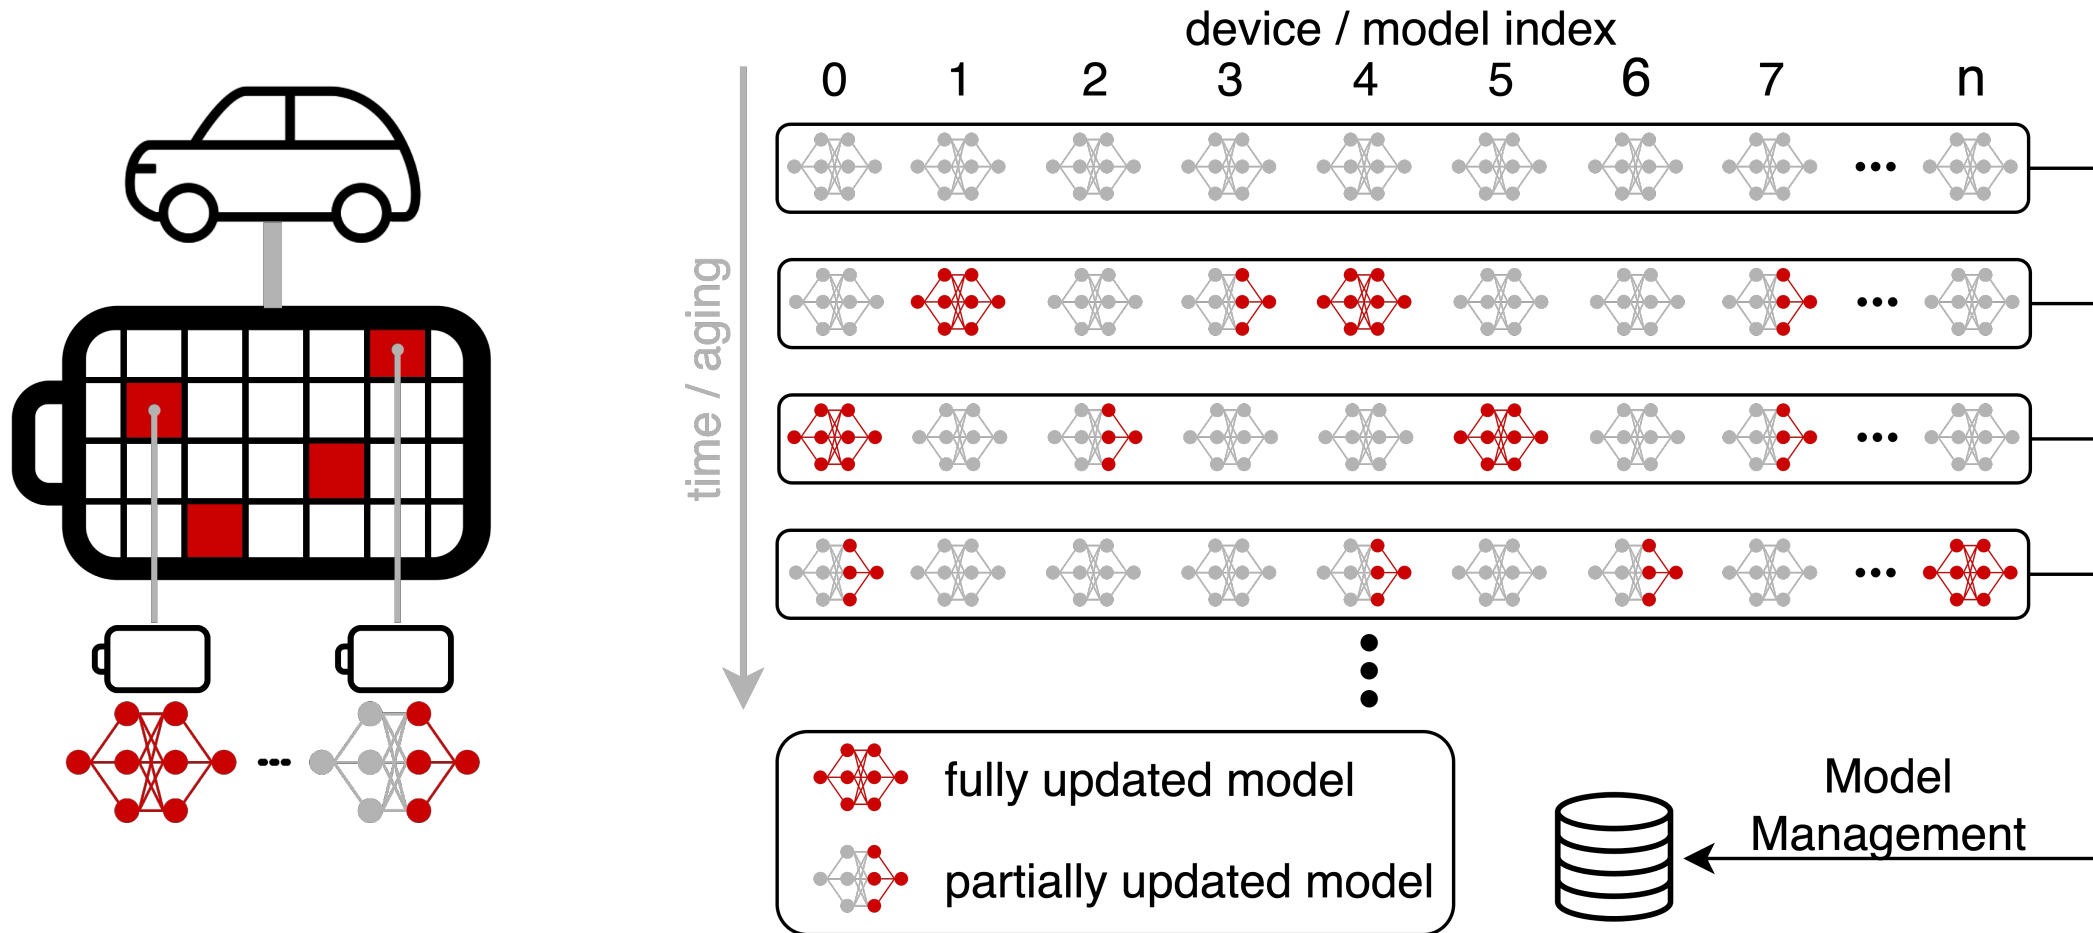 device / model index
0 1 2 3 4 5 6 7 n
time / aging
fully updated model
partially updated model
Model
Management